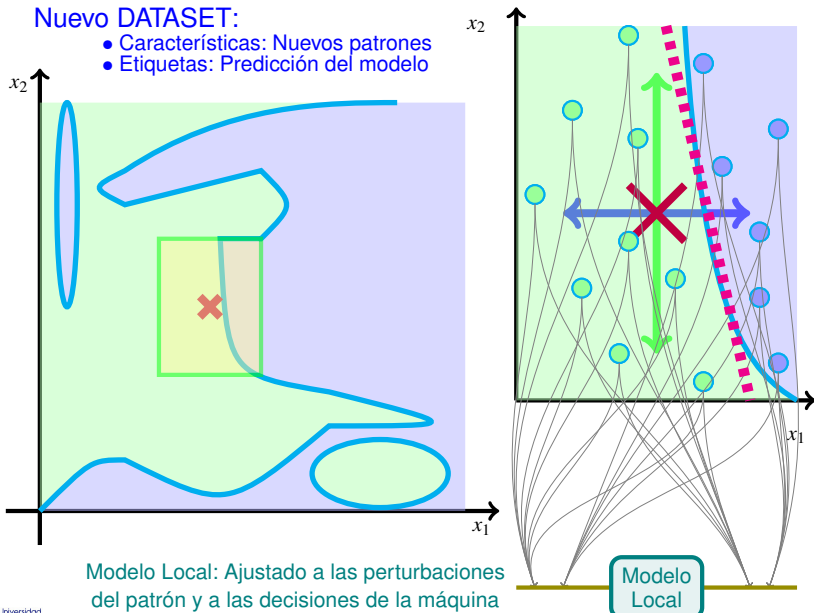 Nuevo DATASET:
• Características: Nuevos patrones
• Etiquetas: Predicción del modelo
x2
x1
x2
x1
Modelo Local: Ajustado a las perturbaciones
del patrón y a las decisiones de la máquina
Modelo
Local
Universidad